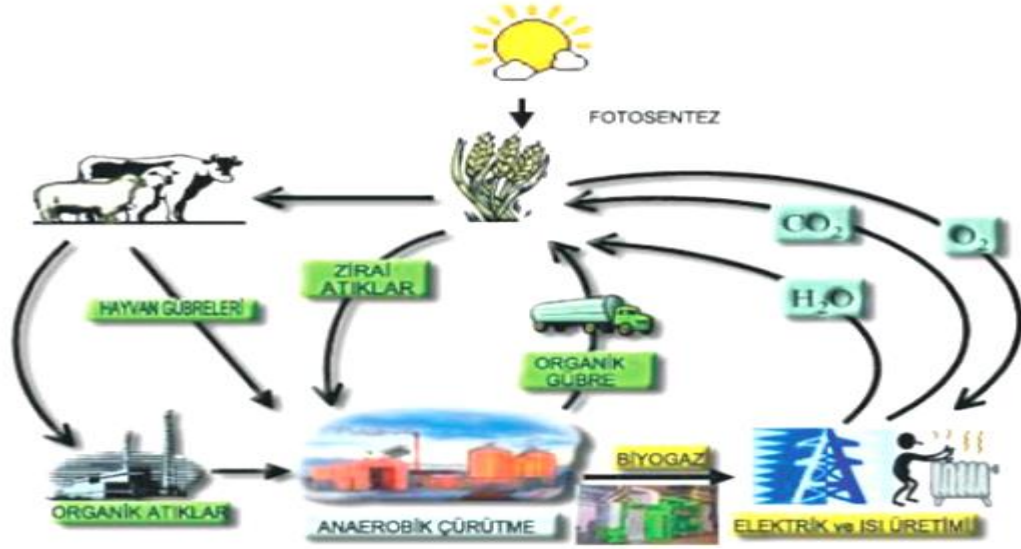 FOTOSENTEZ
CO₂
O₂
ZİRAİ
ATIKLAR
H₂O
HAYVAN GÜBRELERİ
ORGANİK
GÜBRE
BİYOGAZ
ORGANİK ATIKLAR
ANAEROBİK ÇÜRÜTME
ELEKTRİK ve ISI ÜRETİMİ